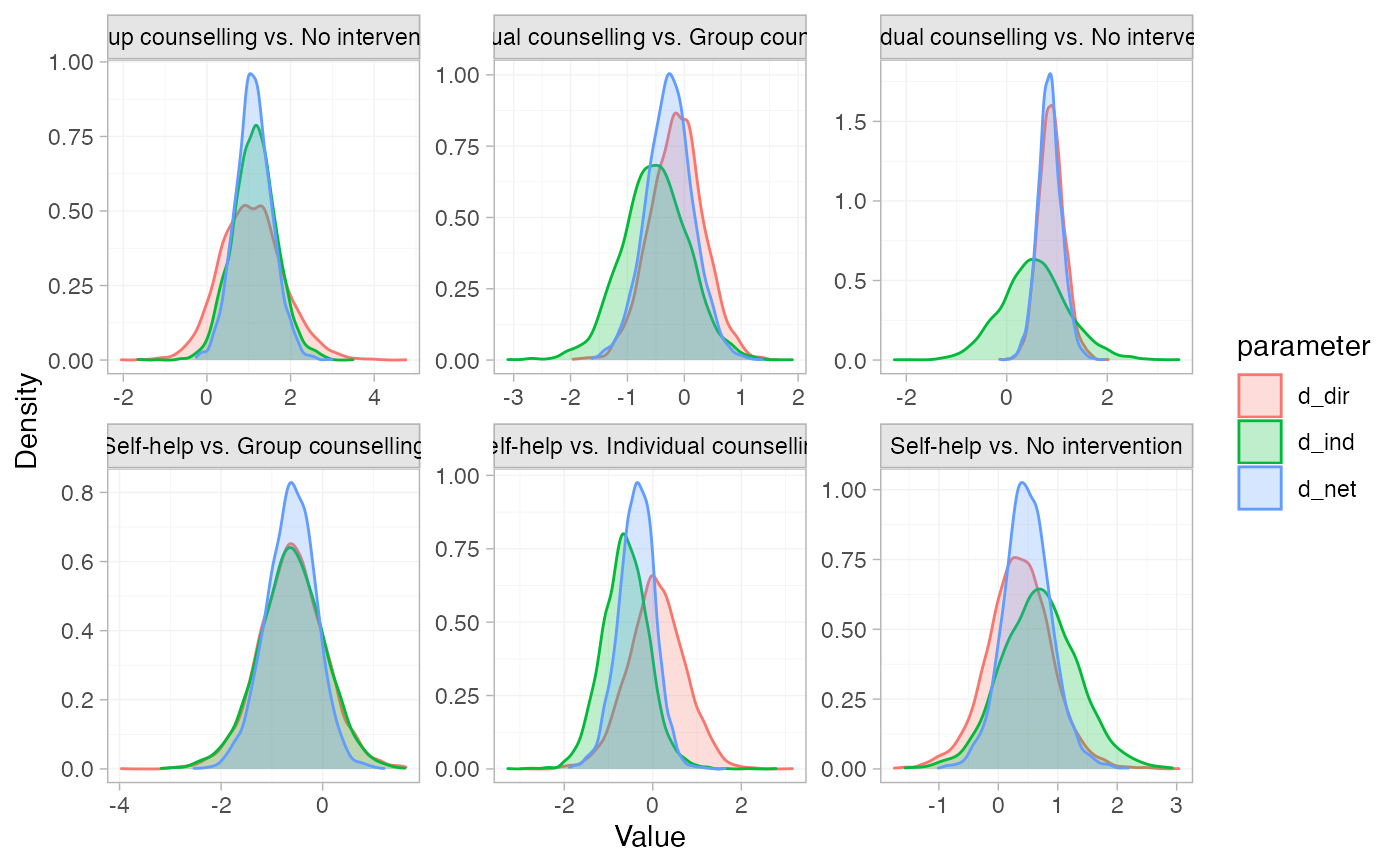 up counselling vs. No interven
ual counselling vs. Group coun
dual counselling vs. No interve
1.00
0.75
0.50
0.25
0.00
-2 0 2 4
1.00
0.75
0.50
0.25
0.00
-3 -2 -1 0 1 2
1.5
1.0
0.5
0.0
-2 0 2
Density
Self-help vs. Group counselling
elf-help vs. Individual counsellin
Self-help vs. No intervention
0.8
0.6
0.4
0.2
0.0
-4 -2 0
1.00
0.75
0.50
0.25
0.00
-2 0 2
1.00
0.75
0.50
0.25
0.00
-1 0 1 2 3
Value
parameter
d_dir
d_ind
d_net